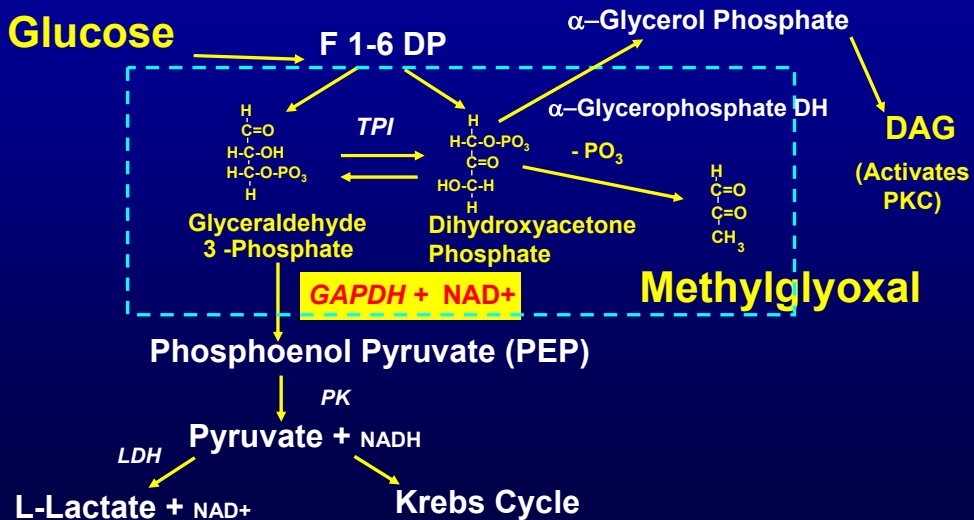 Glucose
F 1-6 DP
α–Glycerol Phosphate
TPI
α–Glycerophosphate DH
DAG
(Activates
PKC)
H
C=O
H-C-OH
H-C-O-PO3
H
H
H-C-O-PO3
C=O
HO-C-H
H
- PO3
H
C=O
C=O
CH3
Glyceraldehyde
3 -Phosphate
Dihydroxyacetone
Phosphate
Methylglyoxal
GAPDH + NAD+
Phosphoenol Pyruvate (PEP)
PK
Pyruvate + NADH
LDH
L-Lactate + NAD+
Krebs Cycle